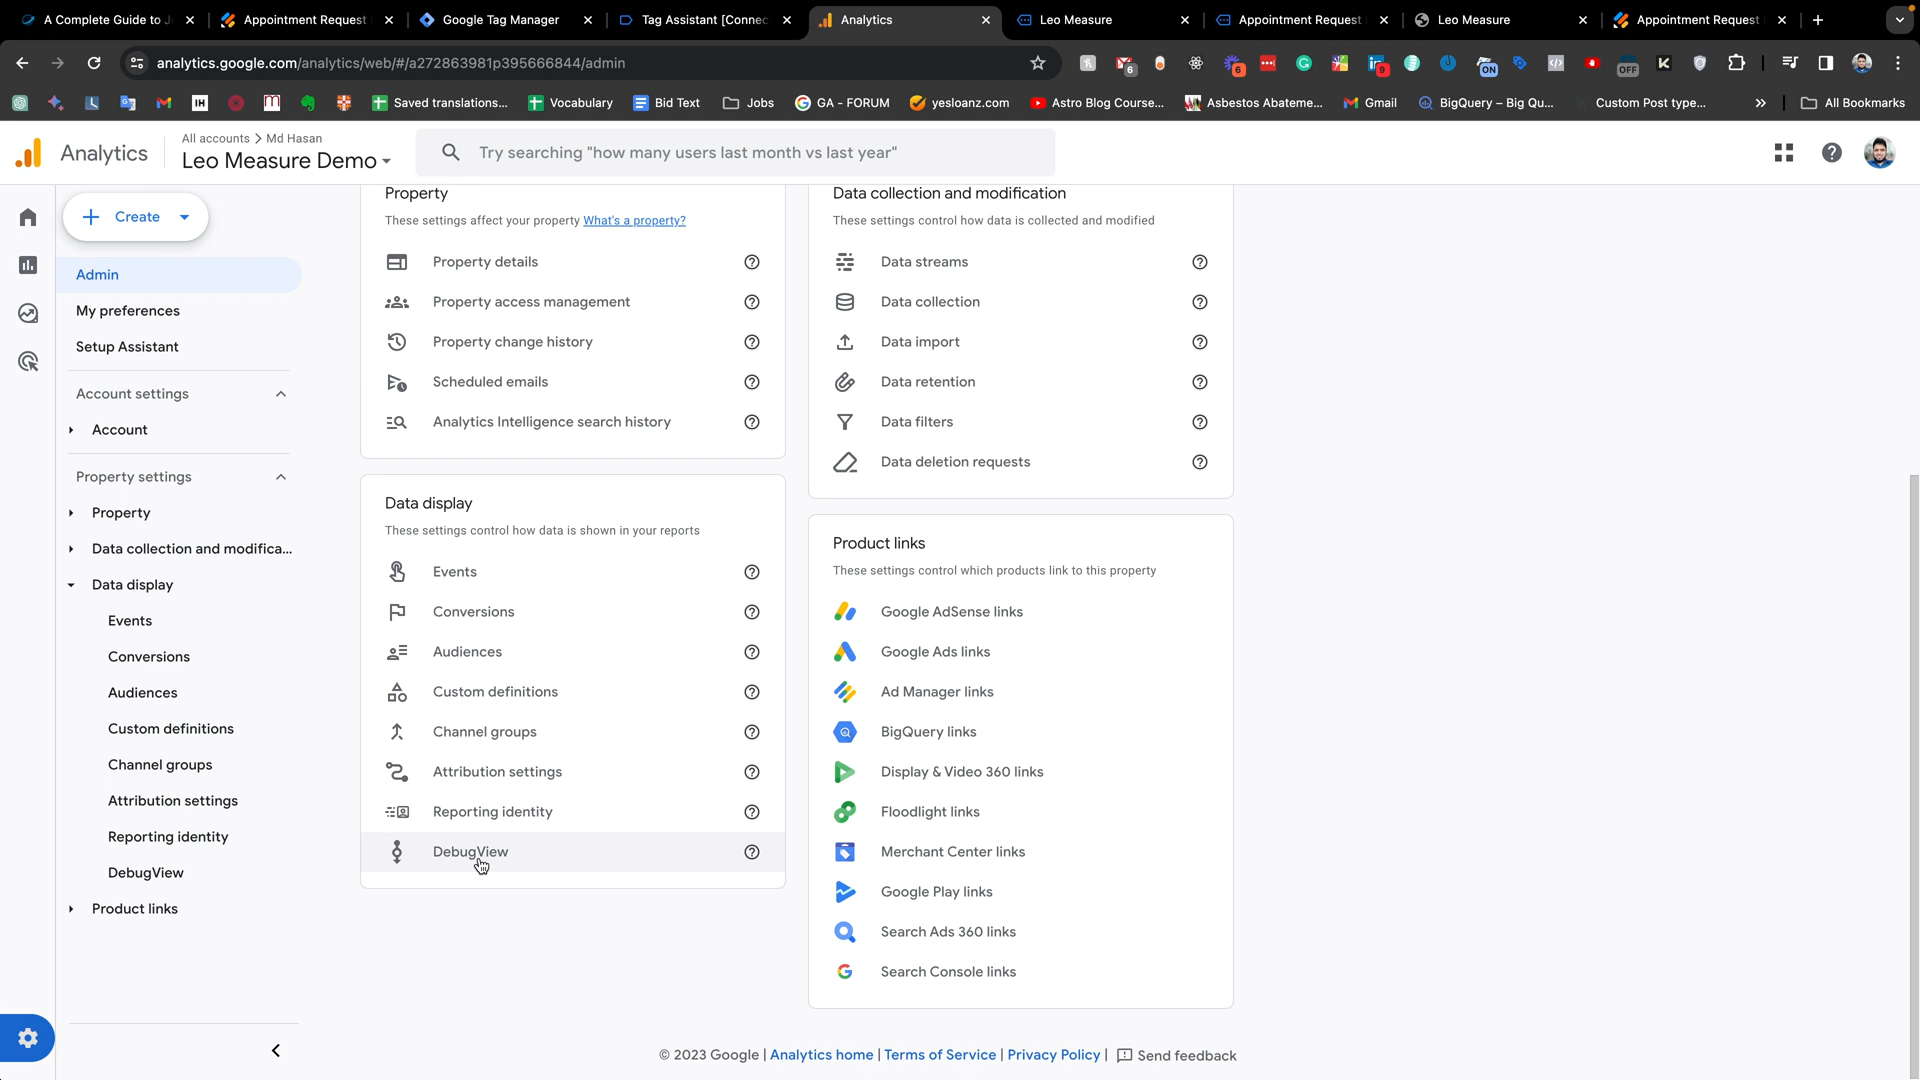 A Complete Guide to J
Appointment Request
Google Tag Manager
Tag Assistant [Connec
Analytics
Leo Measure
Appointment Request
Leo Measure
Appointment Request
analytics.google.com/analytics/web/#/a272863981p395666844/admin
6
6
9
ON
OFF
K
IH
Saved translations...
Vocabulary
Bid Text
Jobs
GA - FORUM
yesloanz.com
Astro Blog Course...
Asbestos Abateme...
Gmail
BigQuery – Big Qu...
Custom Post type...
All Bookmarks
Analytics
All accounts > Md Hasan
Leo Measure Demo
Try searching "how many users last month vs last year"
Create
Admin
My preferences
Setup Assistant
Account settings
Account
Property settings
Property
Data collection and modifica...
Data display
Events
Conversions
Audiences
Custom definitions
Channel groups
Attribution settings
Reporting identity
DebugView
Product links
Property
These settings affect your property What's a property?
Property details
Property access management
Property change history
Scheduled emails
Analytics Intelligence search history
Data display
These settings control how data is shown in your reports
Events
Conversions
Audiences
Custom definitions
Channel groups
Attribution settings
Reporting identity
DebugView
Data collection and modification
These settings control how data is collected and modified
Data streams
Data collection
Data import
Data retention
Data filters
Data deletion requests
Product links
These settings control which products link to this property
Google AdSense links
Google Ads links
Ad Manager links
BigQuery links
Display & Video 360 links
Floodlight links
Merchant Center links
Google Play links
Search Ads 360 links
Search Console links
© 2023 Google | Analytics home | Terms of Service | Privacy Policy | Send feedback